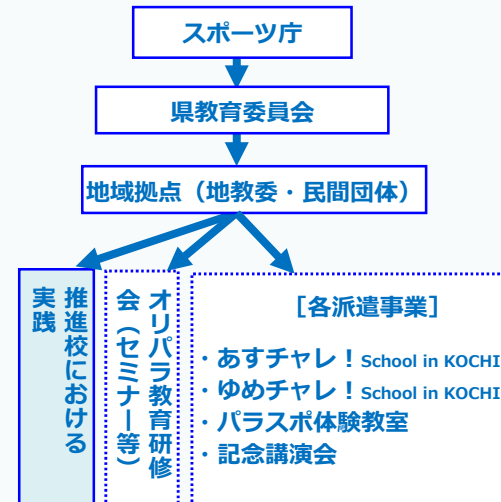 スポーツ庁
県教育委員会
地域拠点（地教委・民間団体）
推進校における
実践
オリパラ教育研修
会（セミナー等）
［各派遣事業］
・あすチャレ！School in KOCHI
・ゆめチャレ！School in KOCHI
・パラスポ体験教室
・記念講演会